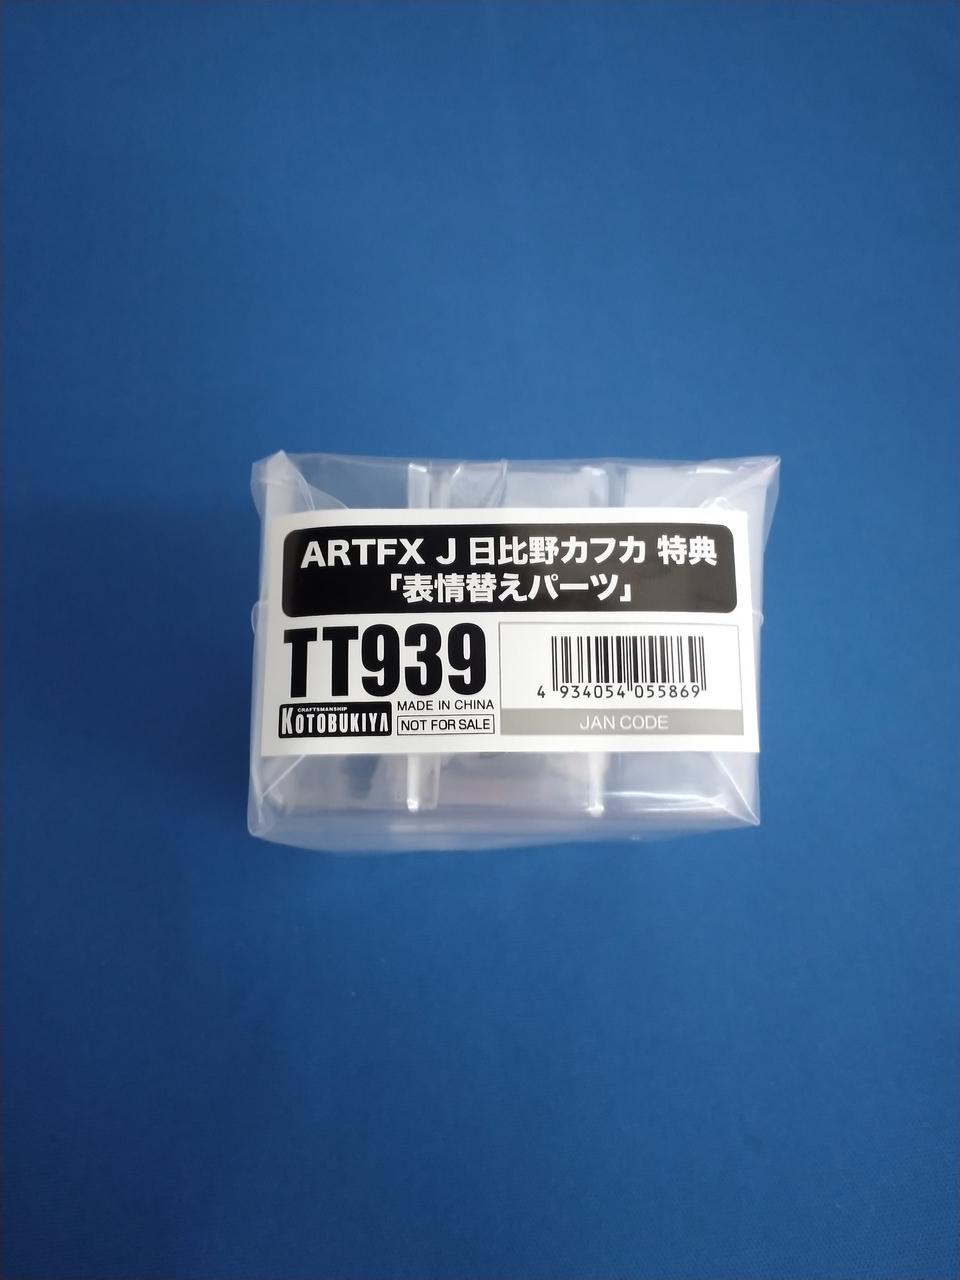 ARTFX J 日比野カフカ 特典
「表情替えパーツ」
TT939
CRAFTSMANSHIP
KOTOBUKIYA
MADE IN CHINA
NOT FOR SALE
4 934054 055869
JAN CODE